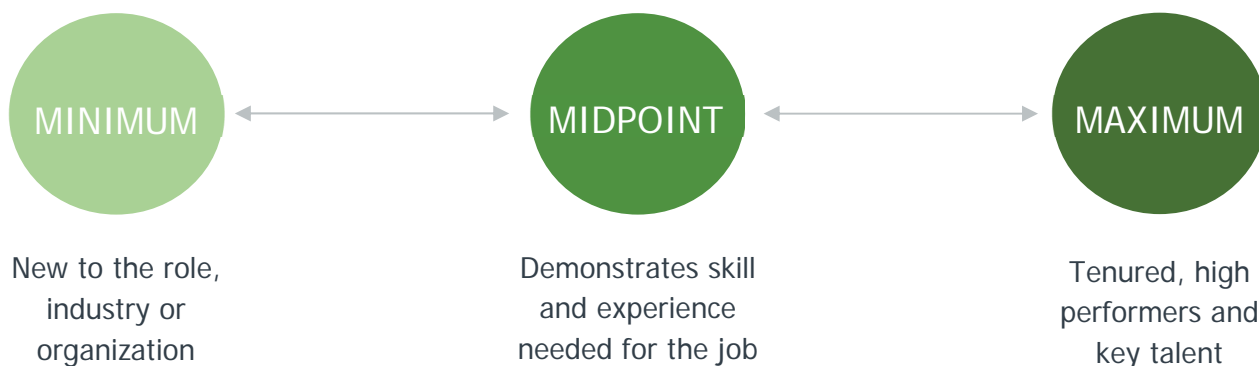 MINIMUM
MIDPOINT
MAXIMUM
New to the role,
industry or
organization
Demonstrates skill
and experience
needed for the job
Tenured, high
performers and
key talent